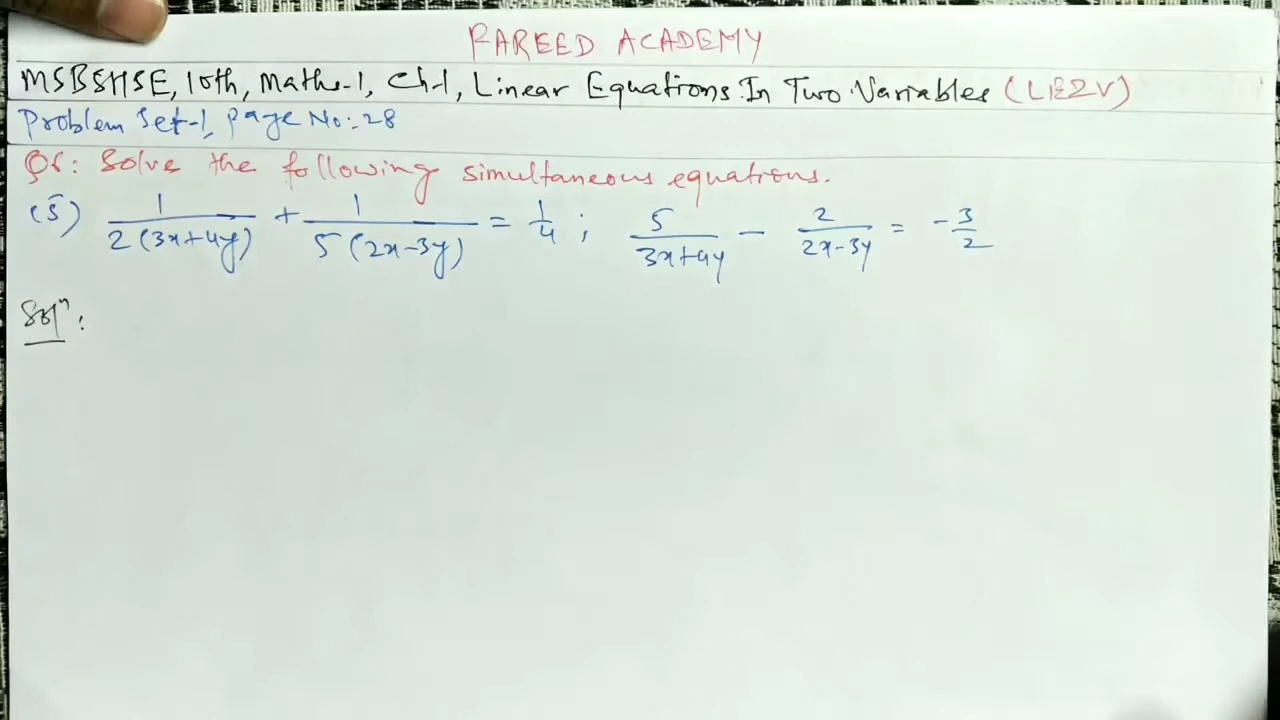 FAREED ACADEMY
MSBSHSE, 10th, Maths-1, Ch-1, Linear Equations In Two Variables (LE2V)
Problem Set-1, Page No:-28
Q6: Solve the following simultaneous equations.
(5) 1/2(3x+4y) + 1/5(2x-3y) = 1/4 ; 5/3x+4y - 2/2x-3y = -3/2
Solⁿ: